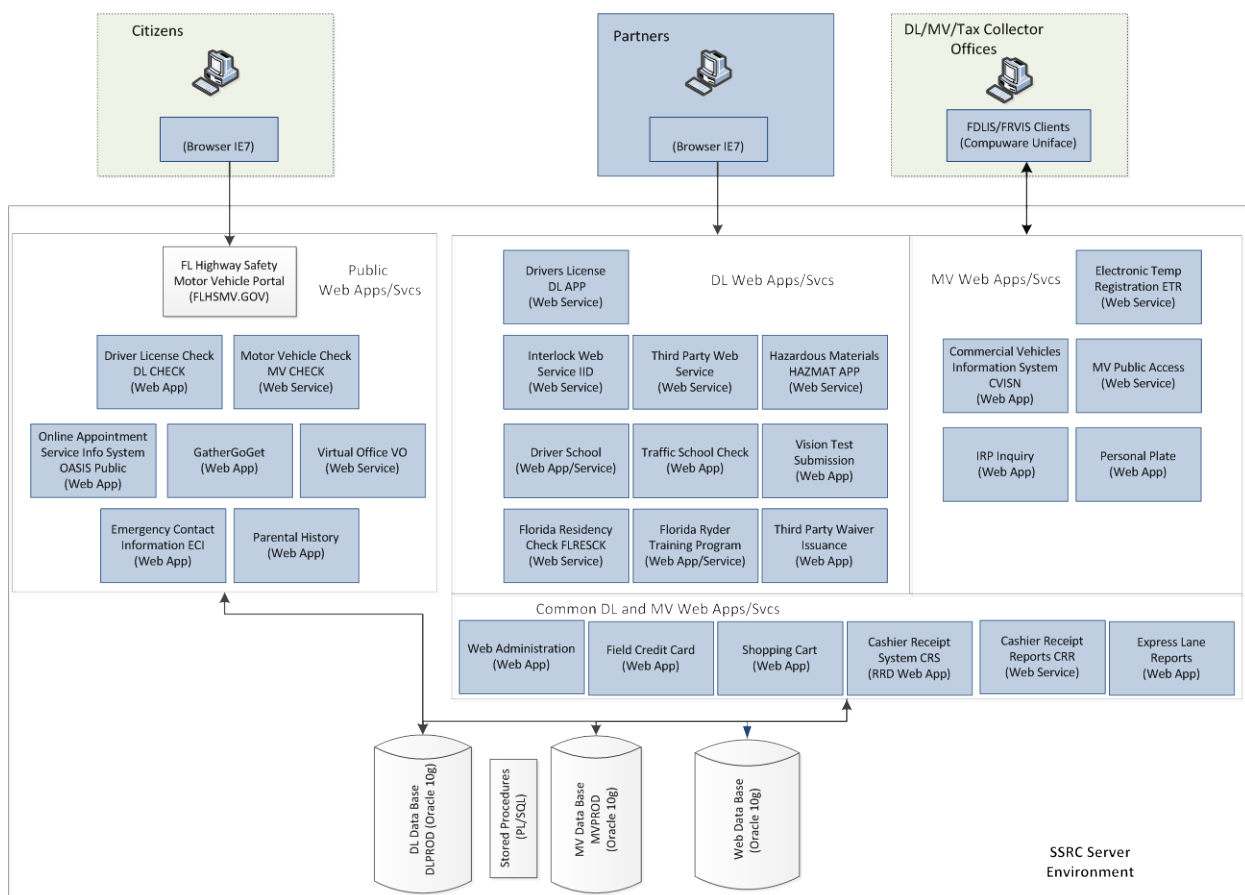 Citizens
(Browser IE7)
Partners
(Browser IE7)
DL/MV/Tax Collector
Offices
FDLIS/FRVIS Clients
(Compuware Uniface)
FL Highway Safety
Motor Vehicle Portal
(FLHSMV.GOV)
Public
Web Apps/Svcs
Driver License Check
DL CHECK
(Web App)
Motor Vehicle Check
MV CHECK
(Web Service)
Online Appointment
Service Info System
OASIS Public
(Web App)
GatherGoGet
(Web App)
Virtual Office VO
(Web Service)
Emergency Contact
Information ECI
(Web App)
Parental History
(Web App)
Drivers License
DL APP
(Web Service)
DL Web Apps/Svcs
Interlock Web
Service IID
(Web Service)
Third Party Web
Service
(Web Service)
Hazardous Materials
HAZMAT APP
(Web Service)
Driver School
(Web App/Service)
Traffic School Check
(Web App)
Vision Test
Submission
(Web App)
Florida Residency
Check FLRESCK
(Web Service)
Florida Ryder
Training Program
(Web App/Service)
Third Party Waiver
Issuance
(Web App)
MV Web Apps/Svcs
Electronic Temp
Registration ETR
(Web Service)
Commercial Vehicles
Information System
CVISN
(Web App)
MV Public Access
(Web Service)
IRP Inquiry
(Web App)
Personal Plate
(Web App)
Common DL and MV Web Apps/Svcs
Web Administration
(Web App)
Field Credit Card
(Web App)
Shopping Cart
(Web App)
Cashier Receipt
System CRS
(RRD Web App)
Cashier Receipt
Reports CRR
(Web Service)
Express Lane
Reports
(Web App)
DL Data Base
DLPROD (Oracle 10g)
Stored Procedures
(PL/SQL)
MV Data Base
MVPROD
(Oracle 10g)
Web Data Base
(Oracle 10g)
SSRC Server
Environment